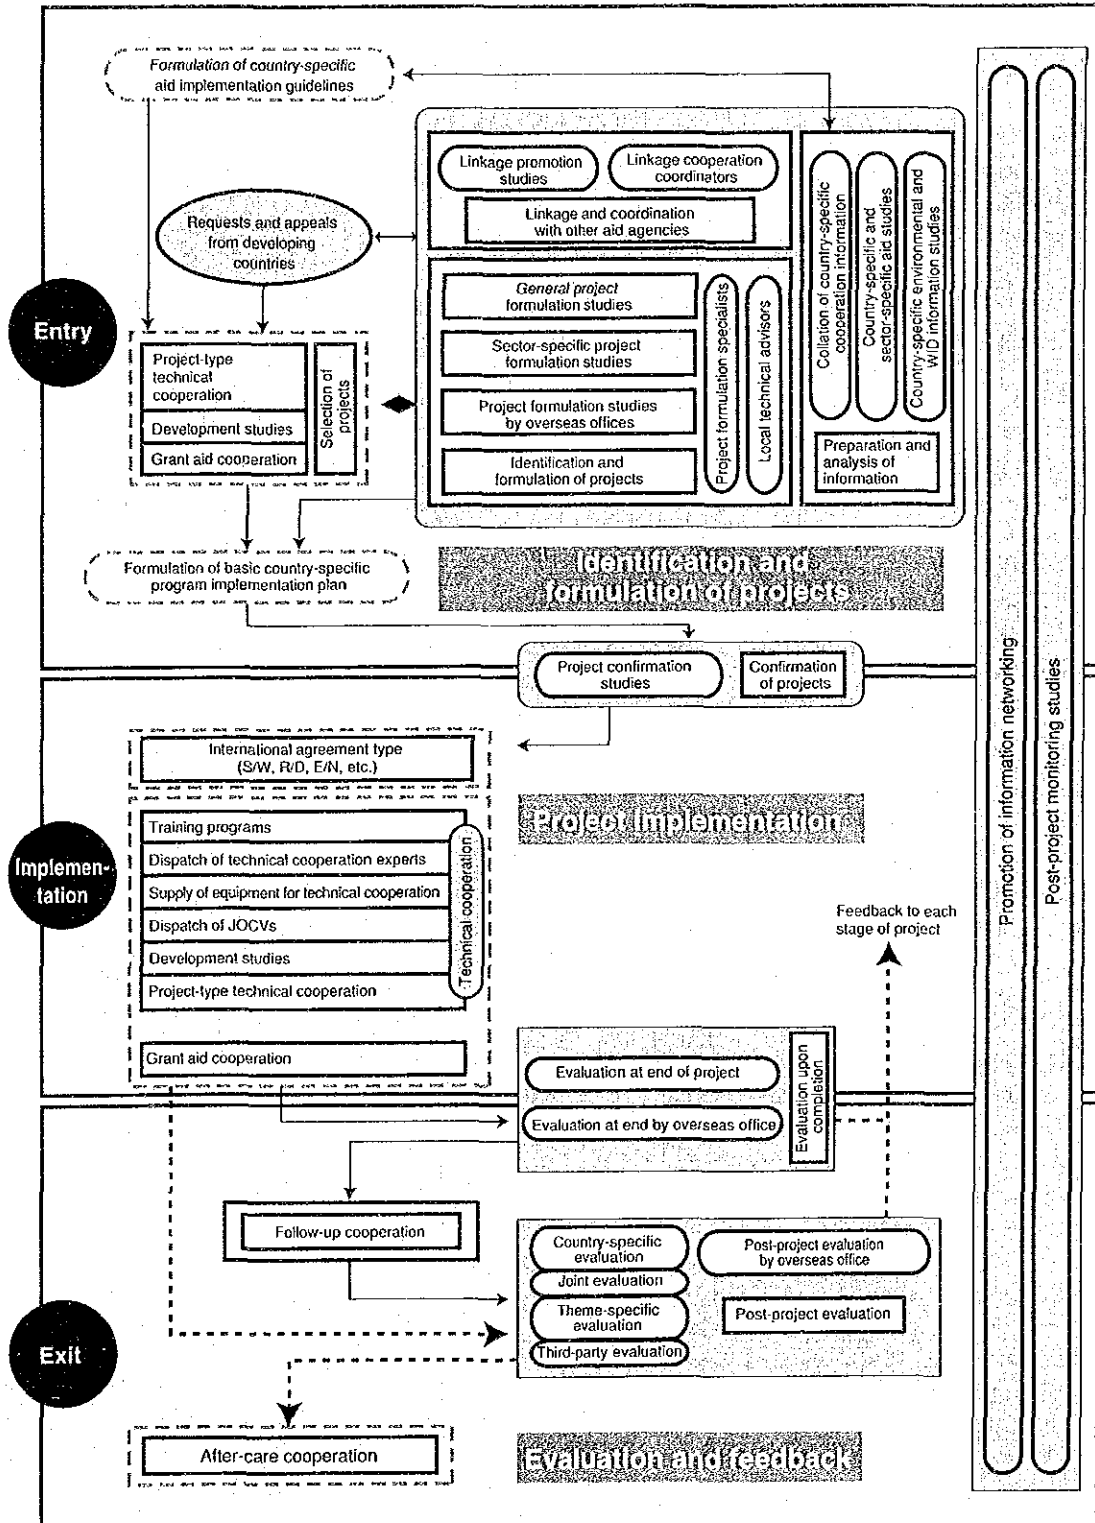 Formulation of country-specific
aid implementation guidelines
Linkage promotion
studies
Linkage cooperation
coordinators
Linkage and coordination
with other aid agencies
Requests and appeals
from developing
countries
Collation of country-specific
cooperation information
Country-specific and
sector-specific aid studies
Country-specific environmental and
WID information studies
Preparation and
analysis of
information
General project
formulation studies
Sector-specific project
formulation studies
Project formulation studies
by overseas offices
Identification and
formulation of projects
Project formulation specialists
Local technical advisors
Entry
Project-type
technical
cooperation
Development studies
Grant aid cooperation
Selection of
projects
Formulation of basic country-specific
program implementation plan
Identification and
formulation of projects
Project confirmation
studies
Confirmation
of projects
Promotion of information networking
Post-project monitoring studies
International agreement type
(S/W, R/D, E/N, etc.)
Project Implementation
Implemen-
tation
Training programs
Dispatch of technical cooperation experts
Supply of equipment for technical cooperation
Dispatch of JOCVs
Development studies
Project-type technical cooperation
Technical cooperation
Grant aid cooperation
Feedback to each
stage of project
Evaluation at end of project
Evaluation at end by overseas office
Evaluation upon
completion
Follow-up cooperation
Country-specific
evaluation
Joint evaluation
Theme-specific
evaluation
Third-party evaluation
Post-project evaluation
by overseas office
Post-project evaluation
Exit
After-care cooperation
Evaluation and feedback